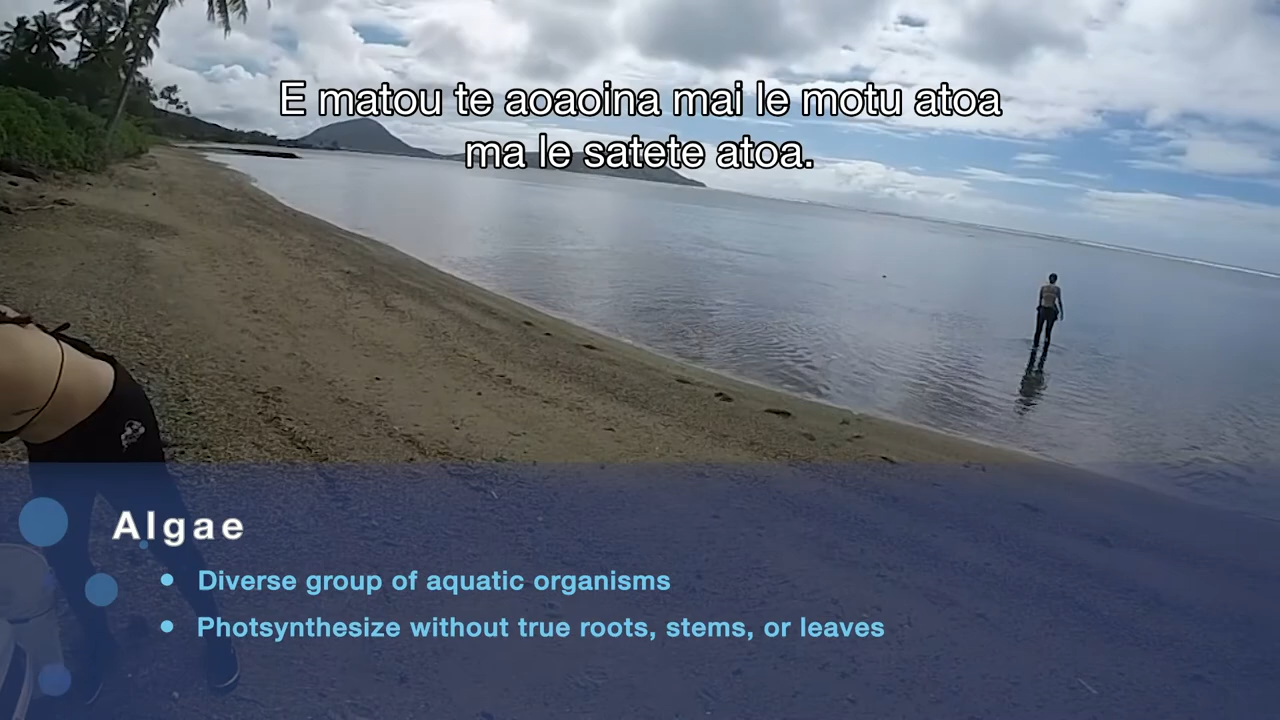 E matou te aoaoina mai le motu atoa
ma le satete atoa.
Algae
• Diverse group of aquatic organisms
• Photsynthesize without true roots, stems, or leaves